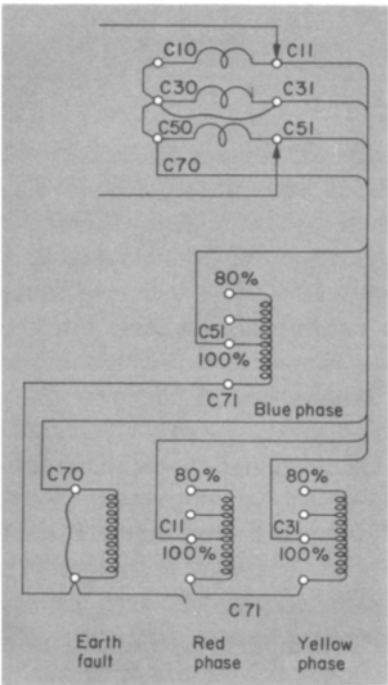 C10 C11
C30 C31
C50 C51
C70
80%
C51
100%
C71
Blue phase
C70 80% 80%
C11 C31
100% 100%
C71
Earth fault
Red phase
Yellow phase